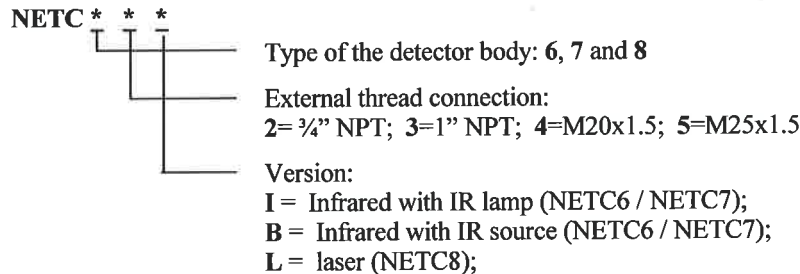 NETC * * *
Type of the detector body: 6, 7 and 8
External thread connection:
2= ¾” NPT; 3=1” NPT; 4=M20x1.5; 5=M25x1.5
Version:
I = Infrared with IR lamp (NETC6 / NETC7);
B = Infrared with IR source (NETC6 / NETC7);
L = laser (NETC8);